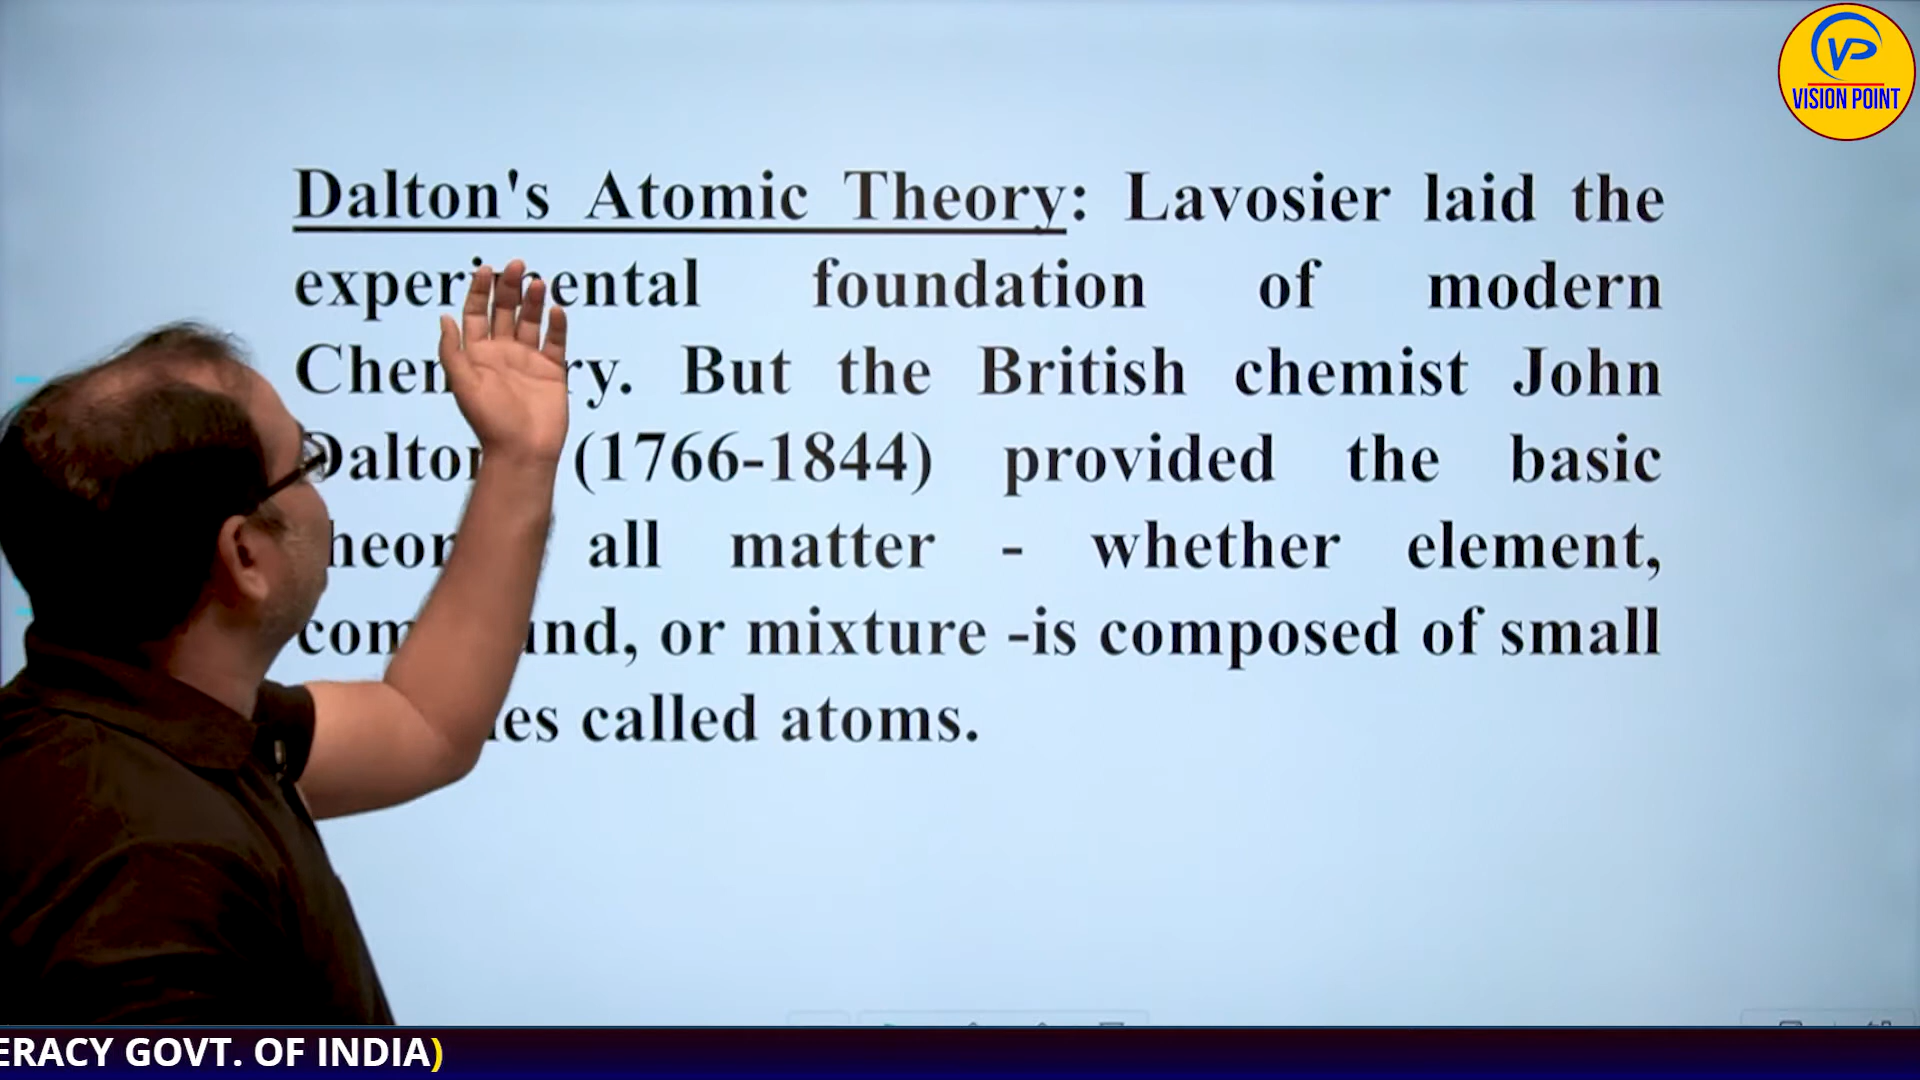 VP
VISION POINT
Dalton's Atomic Theory: Lavosier laid the
foundation of modern
But the British chemist John
(1766-1844) provided the basic
all matter - whether element,
or mixture -is composed of small
called atoms.
ERACY GOVT. OF INDIA)